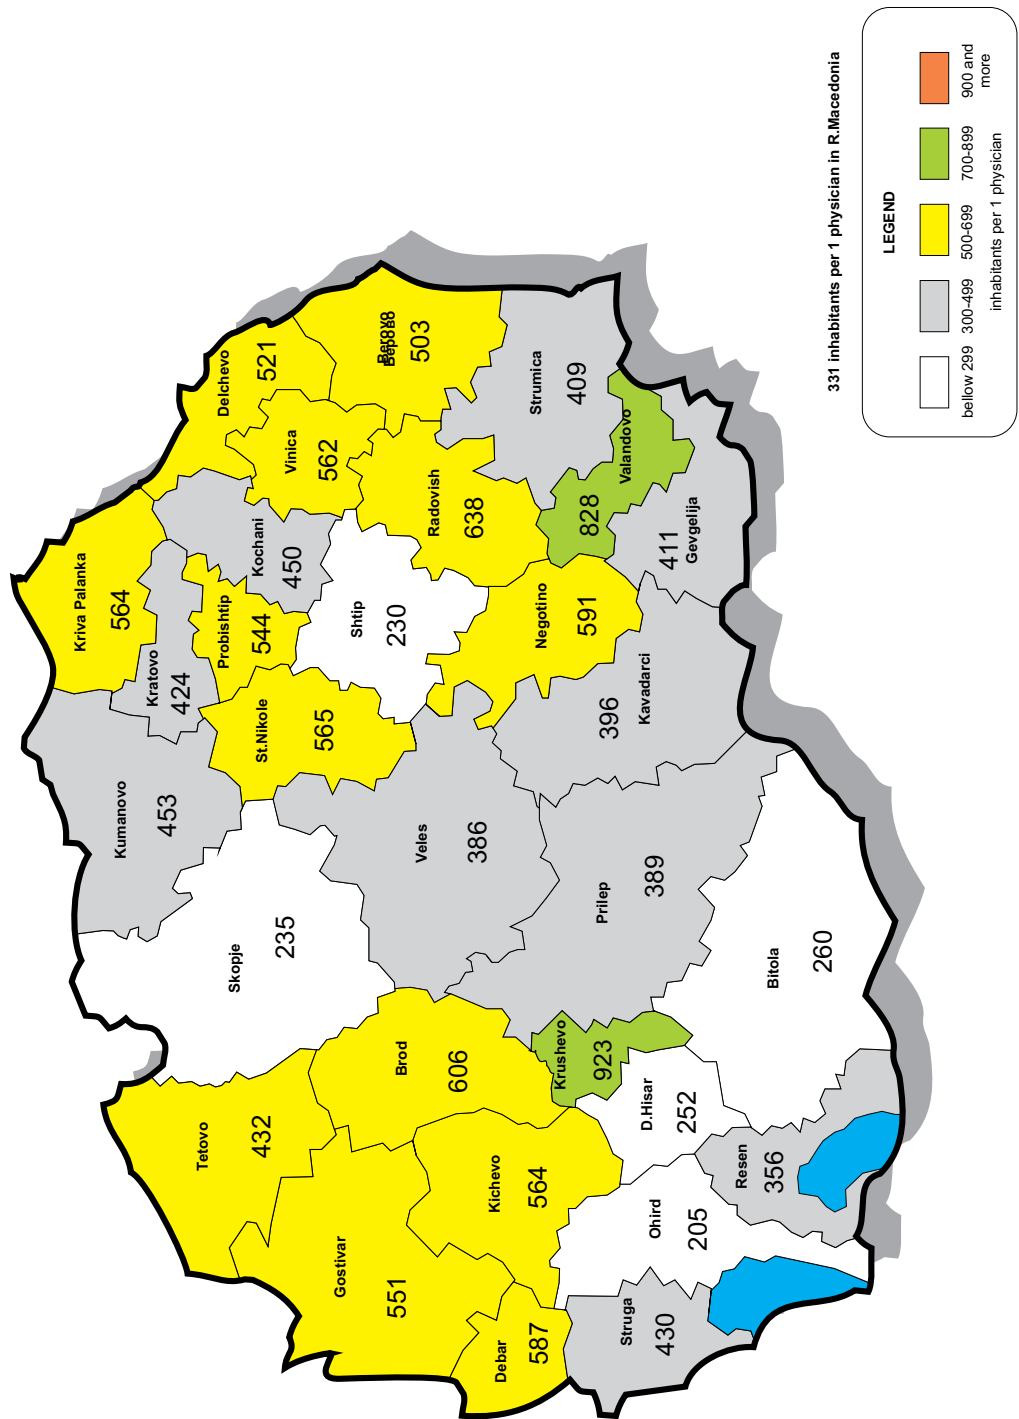 Kriva Palanka
564
Delchevo
521
Kratovo
424
Probishtip
544
Kochani
450
Vinica
562
Berovo
503
Kumanovo
453
St.Nikole
565
Shtip
230
Radovish
638
Strumica
409
Skopje
235
Veles
386
Negotino
591
Valandovo
828
411
Gevgelija
Kavadarci
396
Tetovo
432
Brod
606
Prilep
389
Krushevo
923
Bitola
260
Gostivar
551
Kichevo
564
D.Hisar
252
Resen
356
Ohird
205
Debar
587
Struga
430
331 inhabitants per 1 physician in R.Macedonia
LEGEND
bellow 299
300-499
500-699
700-899
900 and
more
inhabitants per 1 physician